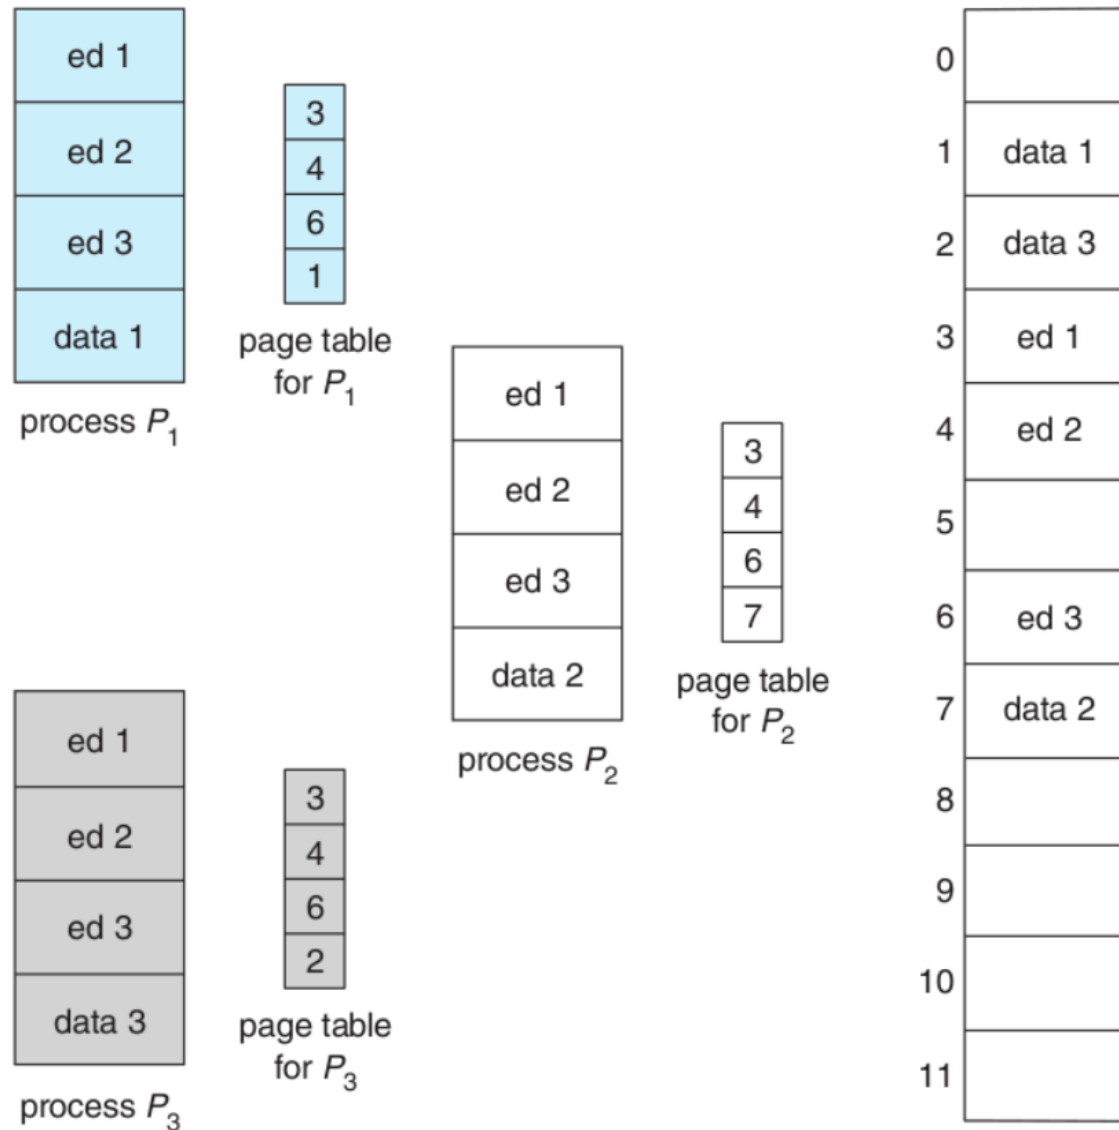 ed 1
ed 2
ed 3
data 1
process P1
3
4
6
1
page table
for P1
ed 1
ed 2
ed 3
data 2
process P2
3
4
6
7
page table
for P2
ed 1
ed 2
ed 3
data 3
process P3
3
4
6
2
page table
for P3
0
1 data 1
2 data 3
3 ed 1
4 ed 2
5
6 ed 3
7 data 2
8
9
10
11